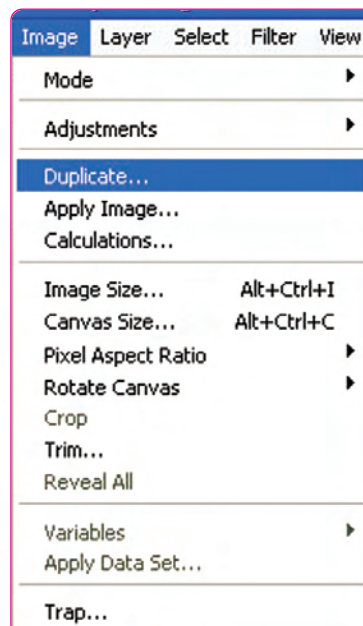 Image Layer Select Filter View
Mode
Adjustments
Duplicate...
Apply Image...
Calculations...
Image Size... Alt+Ctrl+I
Canvas Size... Alt+Ctrl+C
Pixel Aspect Ratio
Rotate Canvas
Crop
Trim...
Reveal All
Variables
Apply Data Set...
Trap...